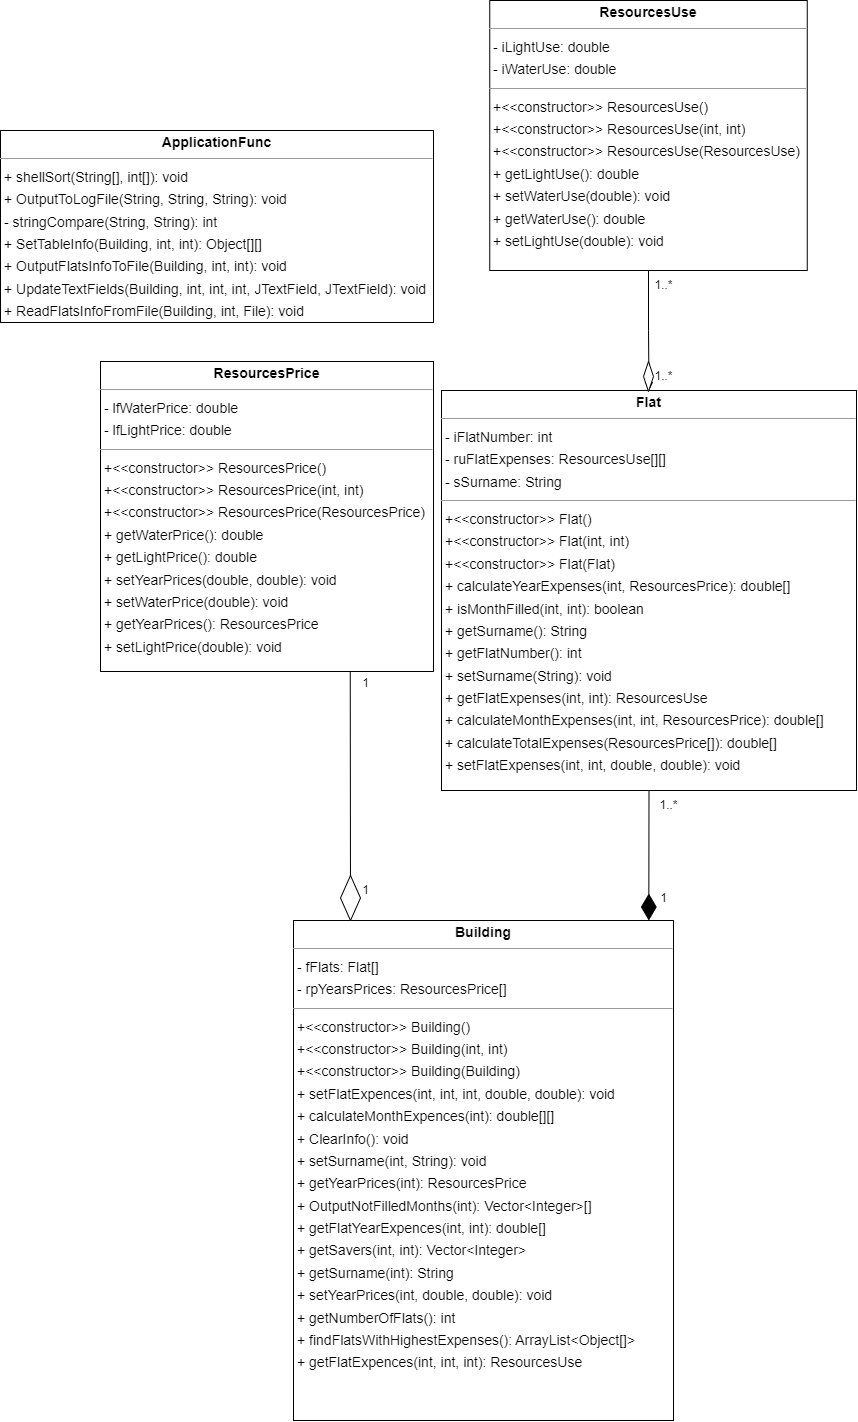 ResourcesUse
- iLightUse: double
- iWaterUse: double
+<<constructor>> ResourcesUse()
+<<constructor>> ResourcesUse(int, int)
+<<constructor>> ResourcesUse(ResourcesUse)
+ getLightUse(): double
+ setWaterUse(double): void
+ getWaterUse(): double
+ setLightUse(double): void
1..*
1..*
ApplicationFunc
+ shellSort(String[], int[]): void
+ OutputToLogFile(String, String, String): void
- stringCompare(String, String): int
+ SetTableInfo(Building, int, int): Object[][]
+ OutputFlatsInfoToFile(Building, int, int): void
+ UpdateTextFields(Building, int, int, int, JTextField, JTextField): void
+ ReadFlatsInfoFromFile(Building, int, File): void
ResourcesPrice
- lfWaterPrice: double
- lfLightPrice: double
+<<constructor>> ResourcesPrice()
+<<constructor>> ResourcesPrice(int, int)
+<<constructor>> ResourcesPrice(ResourcesPrice)
+ getWaterPrice(): double
+ getLightPrice(): double
+ setYearPrices(double, double): void
+ setWaterPrice(double): void
+ getYearPrices(): ResourcesPrice
+ setLightPrice(double): void
1
1
Flat
- iFlatNumber: int
- ruFlatExpenses: ResourcesUse[][]
- sSurname: String
+<<constructor>> Flat()
+<<constructor>> Flat(int, int)
+<<constructor>> Flat(Flat)
+ calculateYearExpenses(int, ResourcesPrice): double[]
+ isMonthFilled(int, int): boolean
+ getSurname(): String
+ getFlatNumber(): int
+ setSurname(String): void
+ getFlatExpenses(int, int): ResourcesUse
+ calculateMonthExpenses(int, int, ResourcesPrice): double[]
+ calculateTotalExpenses(ResourcesPrice[]): double[]
+ setFlatExpenses(int, int, double, double): void
1..*
1
Building
- fFlats: Flat[]
- rpYearsPrices: ResourcesPrice[]
+<<constructor>> Building()
+<<constructor>> Building(int, int)
+<<constructor>> Building(Building)
+ setFlatExpences(int, int, int, double, double): void
+ calculateMonthExpences(int): double[][]
+ ClearInfo(): void
+ setSurname(int, String): void
+ getYearPrices(int): ResourcesPrice
+ OutputNotFilledMonths(int): Vector<Integer>[]
+ getFlatYearExpences(int, int): double[]
+ getSavers(int, int): Vector<Integer>
+ getSurname(int): String
+ setYearPrices(int, double, double): void
+ getNumberOfFlats(): int
+ findFlatsWithHighestExpenses(): ArrayList<Object[]>
+ getFlatExpences(int, int, int): ResourcesUse